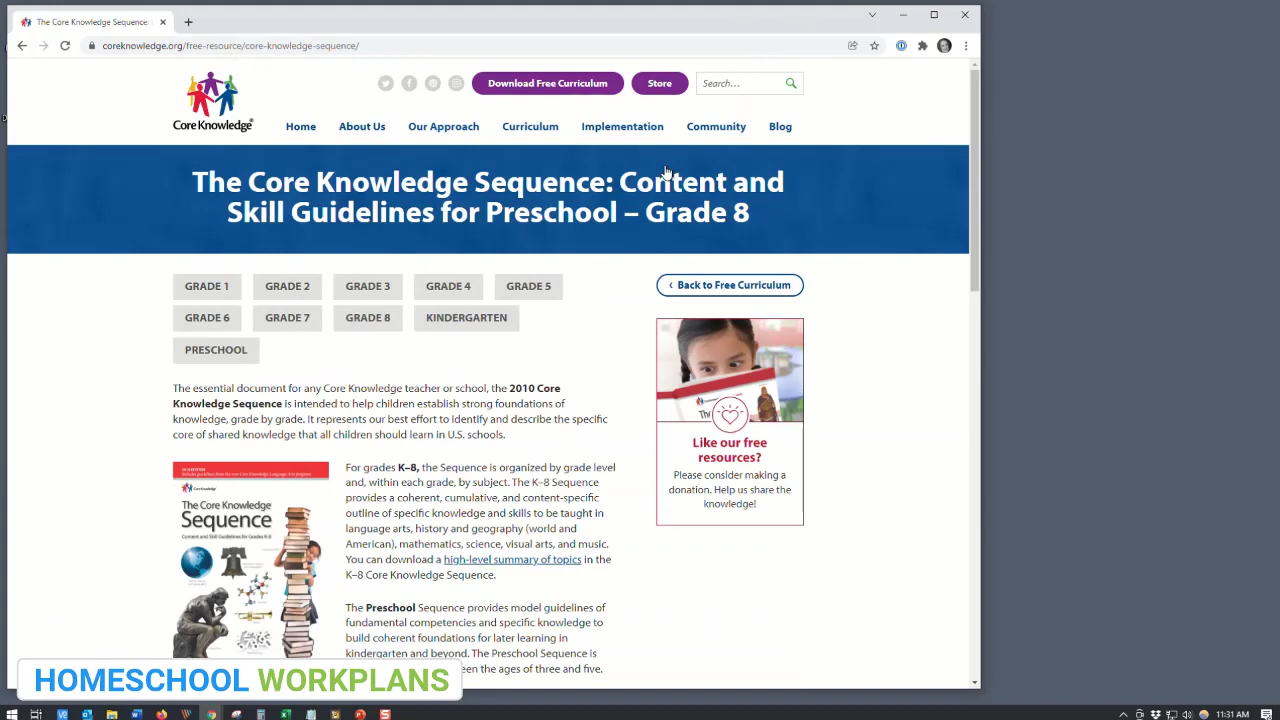 The Core Knowledge Sequence:
coreknowledge.org/free-resource/core-knowledge-sequence/
Core Knowledge®
Download Free Curriculum
Store
Search...
Home
About Us
Our Approach
Curriculum
Implementation
Community
Blog
The Core Knowledge Sequence: Content and
Skill Guidelines for Preschool – Grade 8
GRADE 1
GRADE 2
GRADE 3
GRADE 4
GRADE 5
GRADE 6
GRADE 7
GRADE 8
KINDERGARTEN
PRESCHOOL
‹ Back to Free Curriculum
The essential document for any Core Knowledge teacher or school, the 2010 Core
Knowledge Sequence is intended to help children establish strong foundations of
knowledge, grade by grade. It represents our best effort to identify and describe the specific
core of shared knowledge that all children should learn in U.S. schools.
Core Knowledge
The Core Knowledge
Sequence
Content and Skill Guidelines for Grades K-8
For grades K–8, the Sequence is organized by grade level
and, within each grade, by subject. The K–8 Sequence
provides a coherent, cumulative, and content-specific
outline of specific knowledge and skills to be taught in
language arts, history and geography (world and
American), mathematics, science, visual arts, and music.
You can download a high-level summary of topics in the
K–8 Core Knowledge Sequence.
The Preschool Sequence provides model guidelines of
fundamental competencies and specific knowledge to
build coherent foundations for later learning in
kindergarten and beyond. The Preschool Sequence is
een the ages of three and five.
Like our free
resources?
Please consider making a
donation. Help us share the
knowledge!
HOMESCHOOL WORKPLANS
11:31 AM